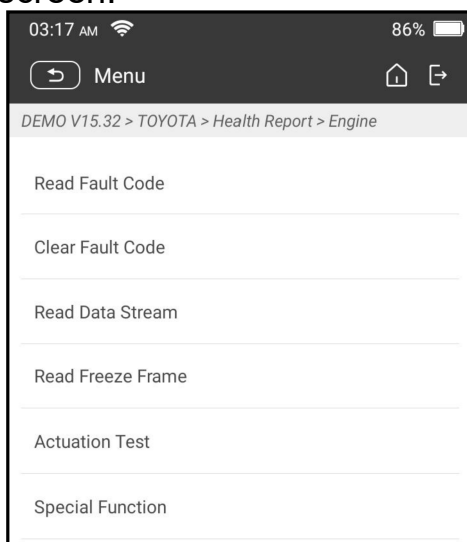 screen.
03:17 AM 86%
Menu
DEMO V15.32 > TOYOTA > Health Report > Engine
Read Fault Code
Clear Fault Code
Read Data Stream
Read Freeze Frame
Actuation Test
Special Function